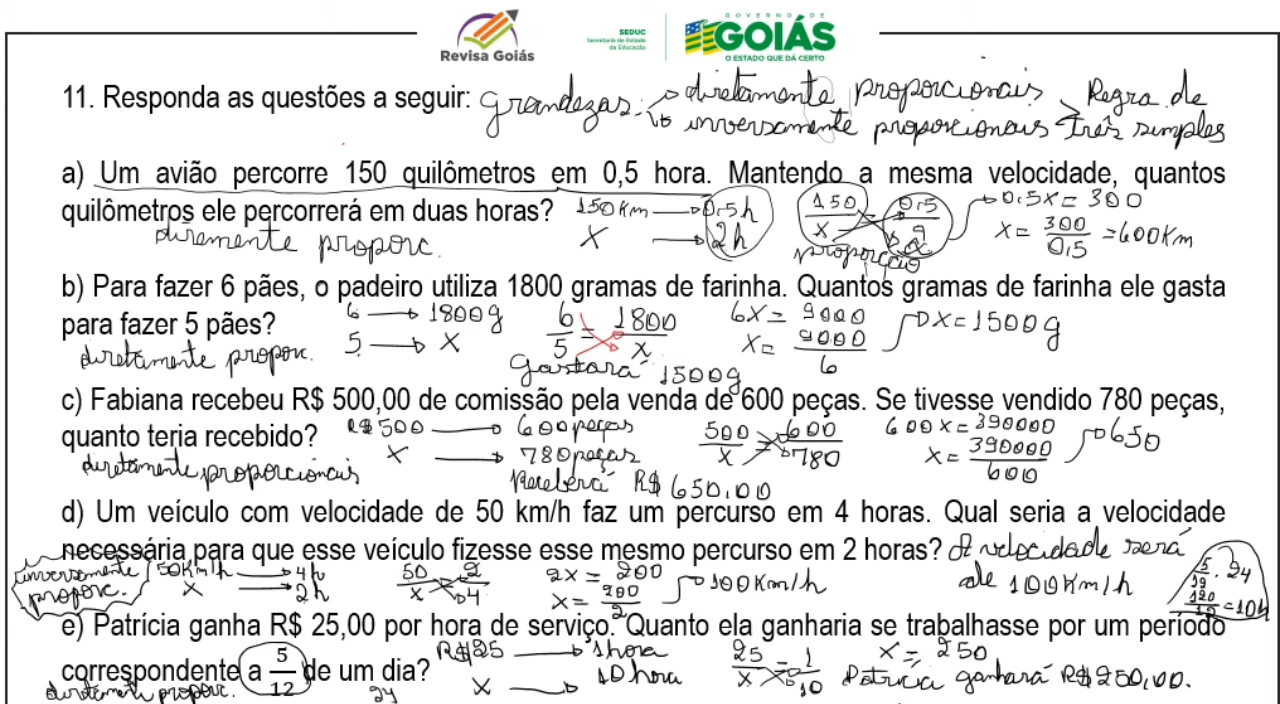 Revisa Goiás
SEDUC
Secretaria de Estado
da Educação
GOVERNO DE
GOIÁS
O ESTADO QUE DÁ CERTO
11. Responda as questões a seguir: Grandezas: diretamente proporcionais Regra de
inversamente proporcionais três simples
a) Um avião percorre 150 quilômetros em 0,5 hora. Mantendo a mesma velocidade, quantos
quilômetros ele percorrerá em duas horas? 150 Km → 0,5h 150/x = 0,5/2 0,5x = 300
diremente proporc. x → 2h proporção x = 300/0,5 = 600Km
b) Para fazer 6 pães, o padeiro utiliza 1800 gramas de farinha. Quantos gramas de farinha ele gasta
para fazer 5 pães? 6 → 1800g 6/5 = 1800/x 6x = 9000 x = 1500g
diretamente propor. 5 → x x = 9000/6
Gastará 1500g
c) Fabiana recebeu R$ 500,00 de comissão pela venda de 600 peças. Se tivesse vendido 780 peças,
quanto teria recebido? R$ 500 → 600 peças 500/x = 600/780 600x = 390000 650
diretamente proporcionais x → 780 peças x = 390000/600
Receberá R$ 650,00
d) Um veículo com velocidade de 50 km/h faz um percurso em 4 horas. Qual seria a velocidade
necessária para que esse veículo fizesse esse mesmo percurso em 2 horas? A velocidade será
inversamente 50Km/h → 4h 50/x = 2/4 2x = 200 100Km/h de 100Km/h 5/12 . 24
proporc. x → 2h x = 200/2 120/12 = 10h
e) Patrícia ganha R$ 25,00 por hora de serviço. Quanto ela ganharia se trabalhasse por um período
correspondente a 5/12 de um dia? R$25 → 1hora 25/x = 1/10 x = 250
diretamente proporc. 24 x → 10 hora Patrícia ganhará R$250,00.